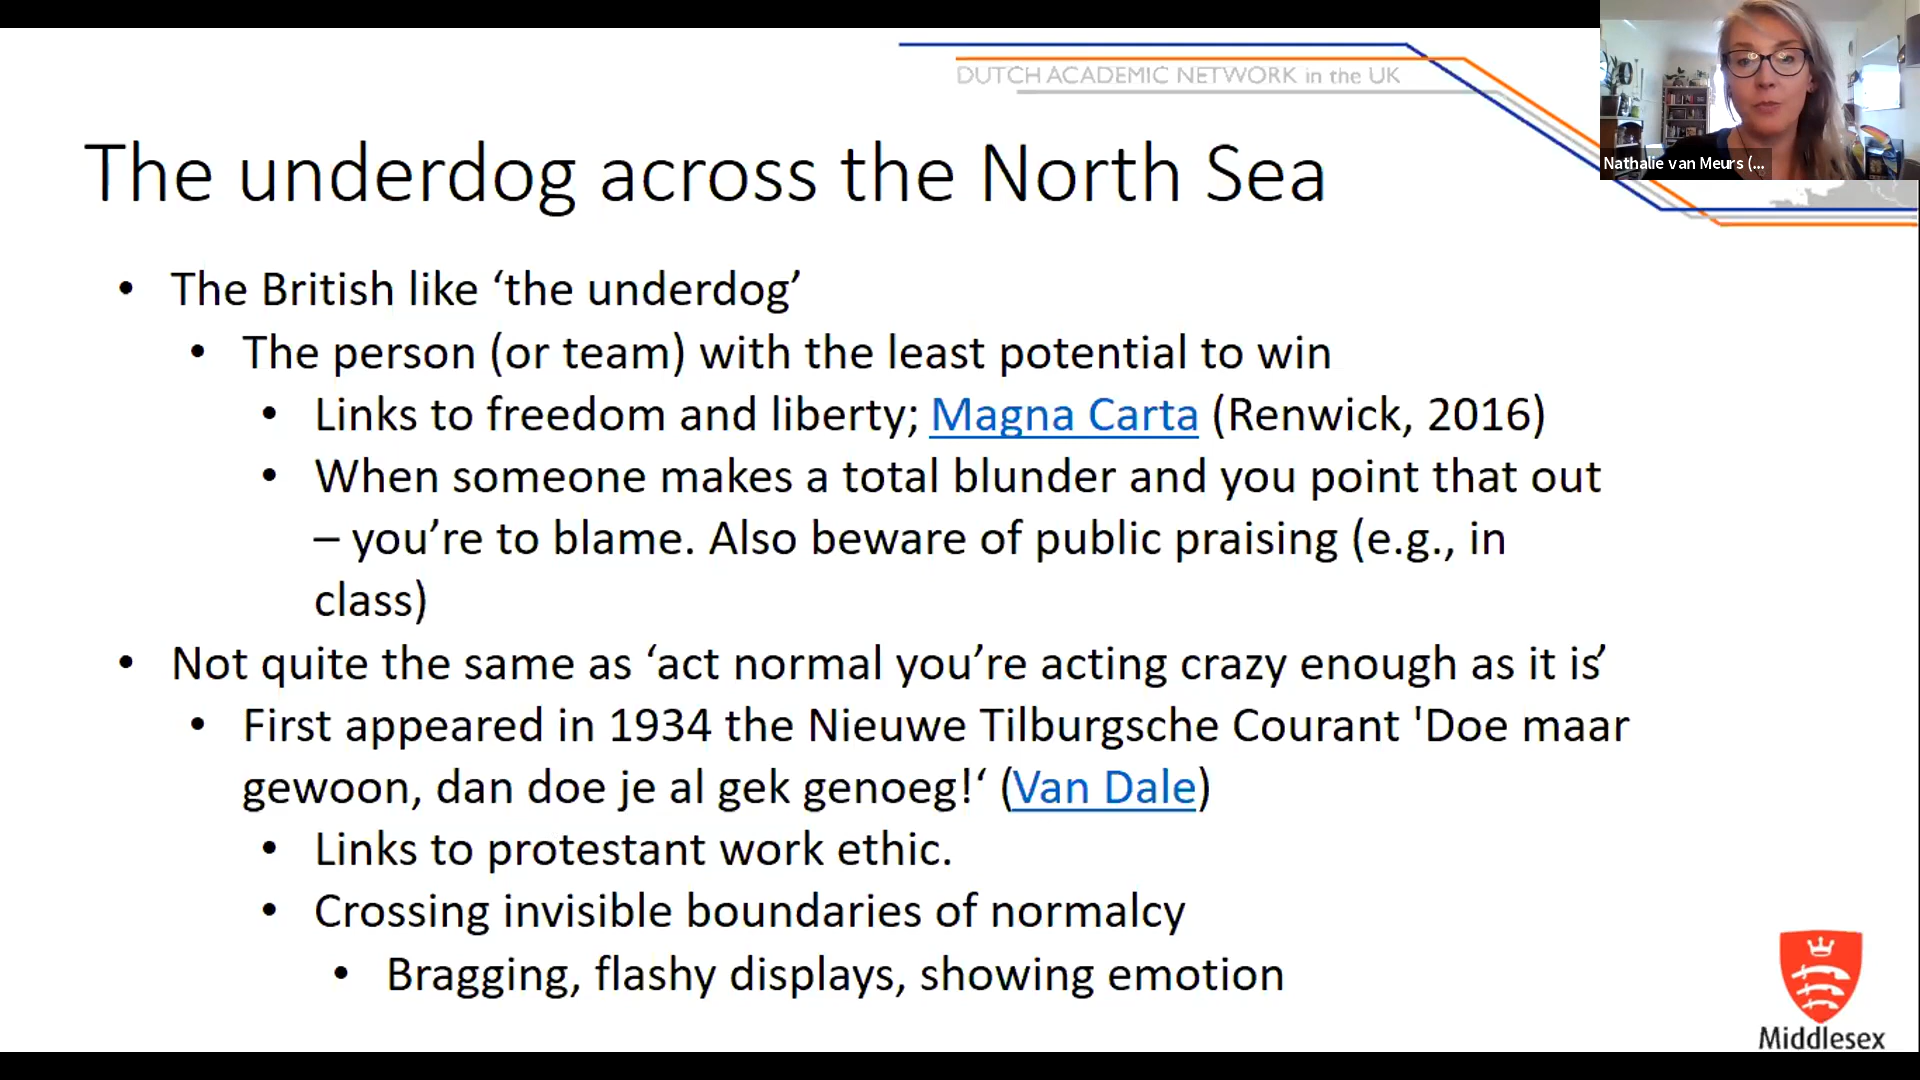 DUTCH ACADEMIC NETWORK in the UK
Nathalie van Meurs (...
The underdog across the North Sea
• The British like ‘the underdog’
• The person (or team) with the least potential to win
• Links to freedom and liberty; Magna Carta (Renwick, 2016)
• When someone makes a total blunder and you point that out
– you’re to blame. Also beware of public praising (e.g., in
class)
• Not quite the same as ‘act normal you’re acting crazy enough as it is’
• First appeared in 1934 the Nieuwe Tilburgsche Courant 'Doe maar
gewoon, dan doe je al gek genoeg!‘ (Van Dale)
• Links to protestant work ethic.
• Crossing invisible boundaries of normalcy
• Bragging, flashy displays, showing emotion
Middlesex